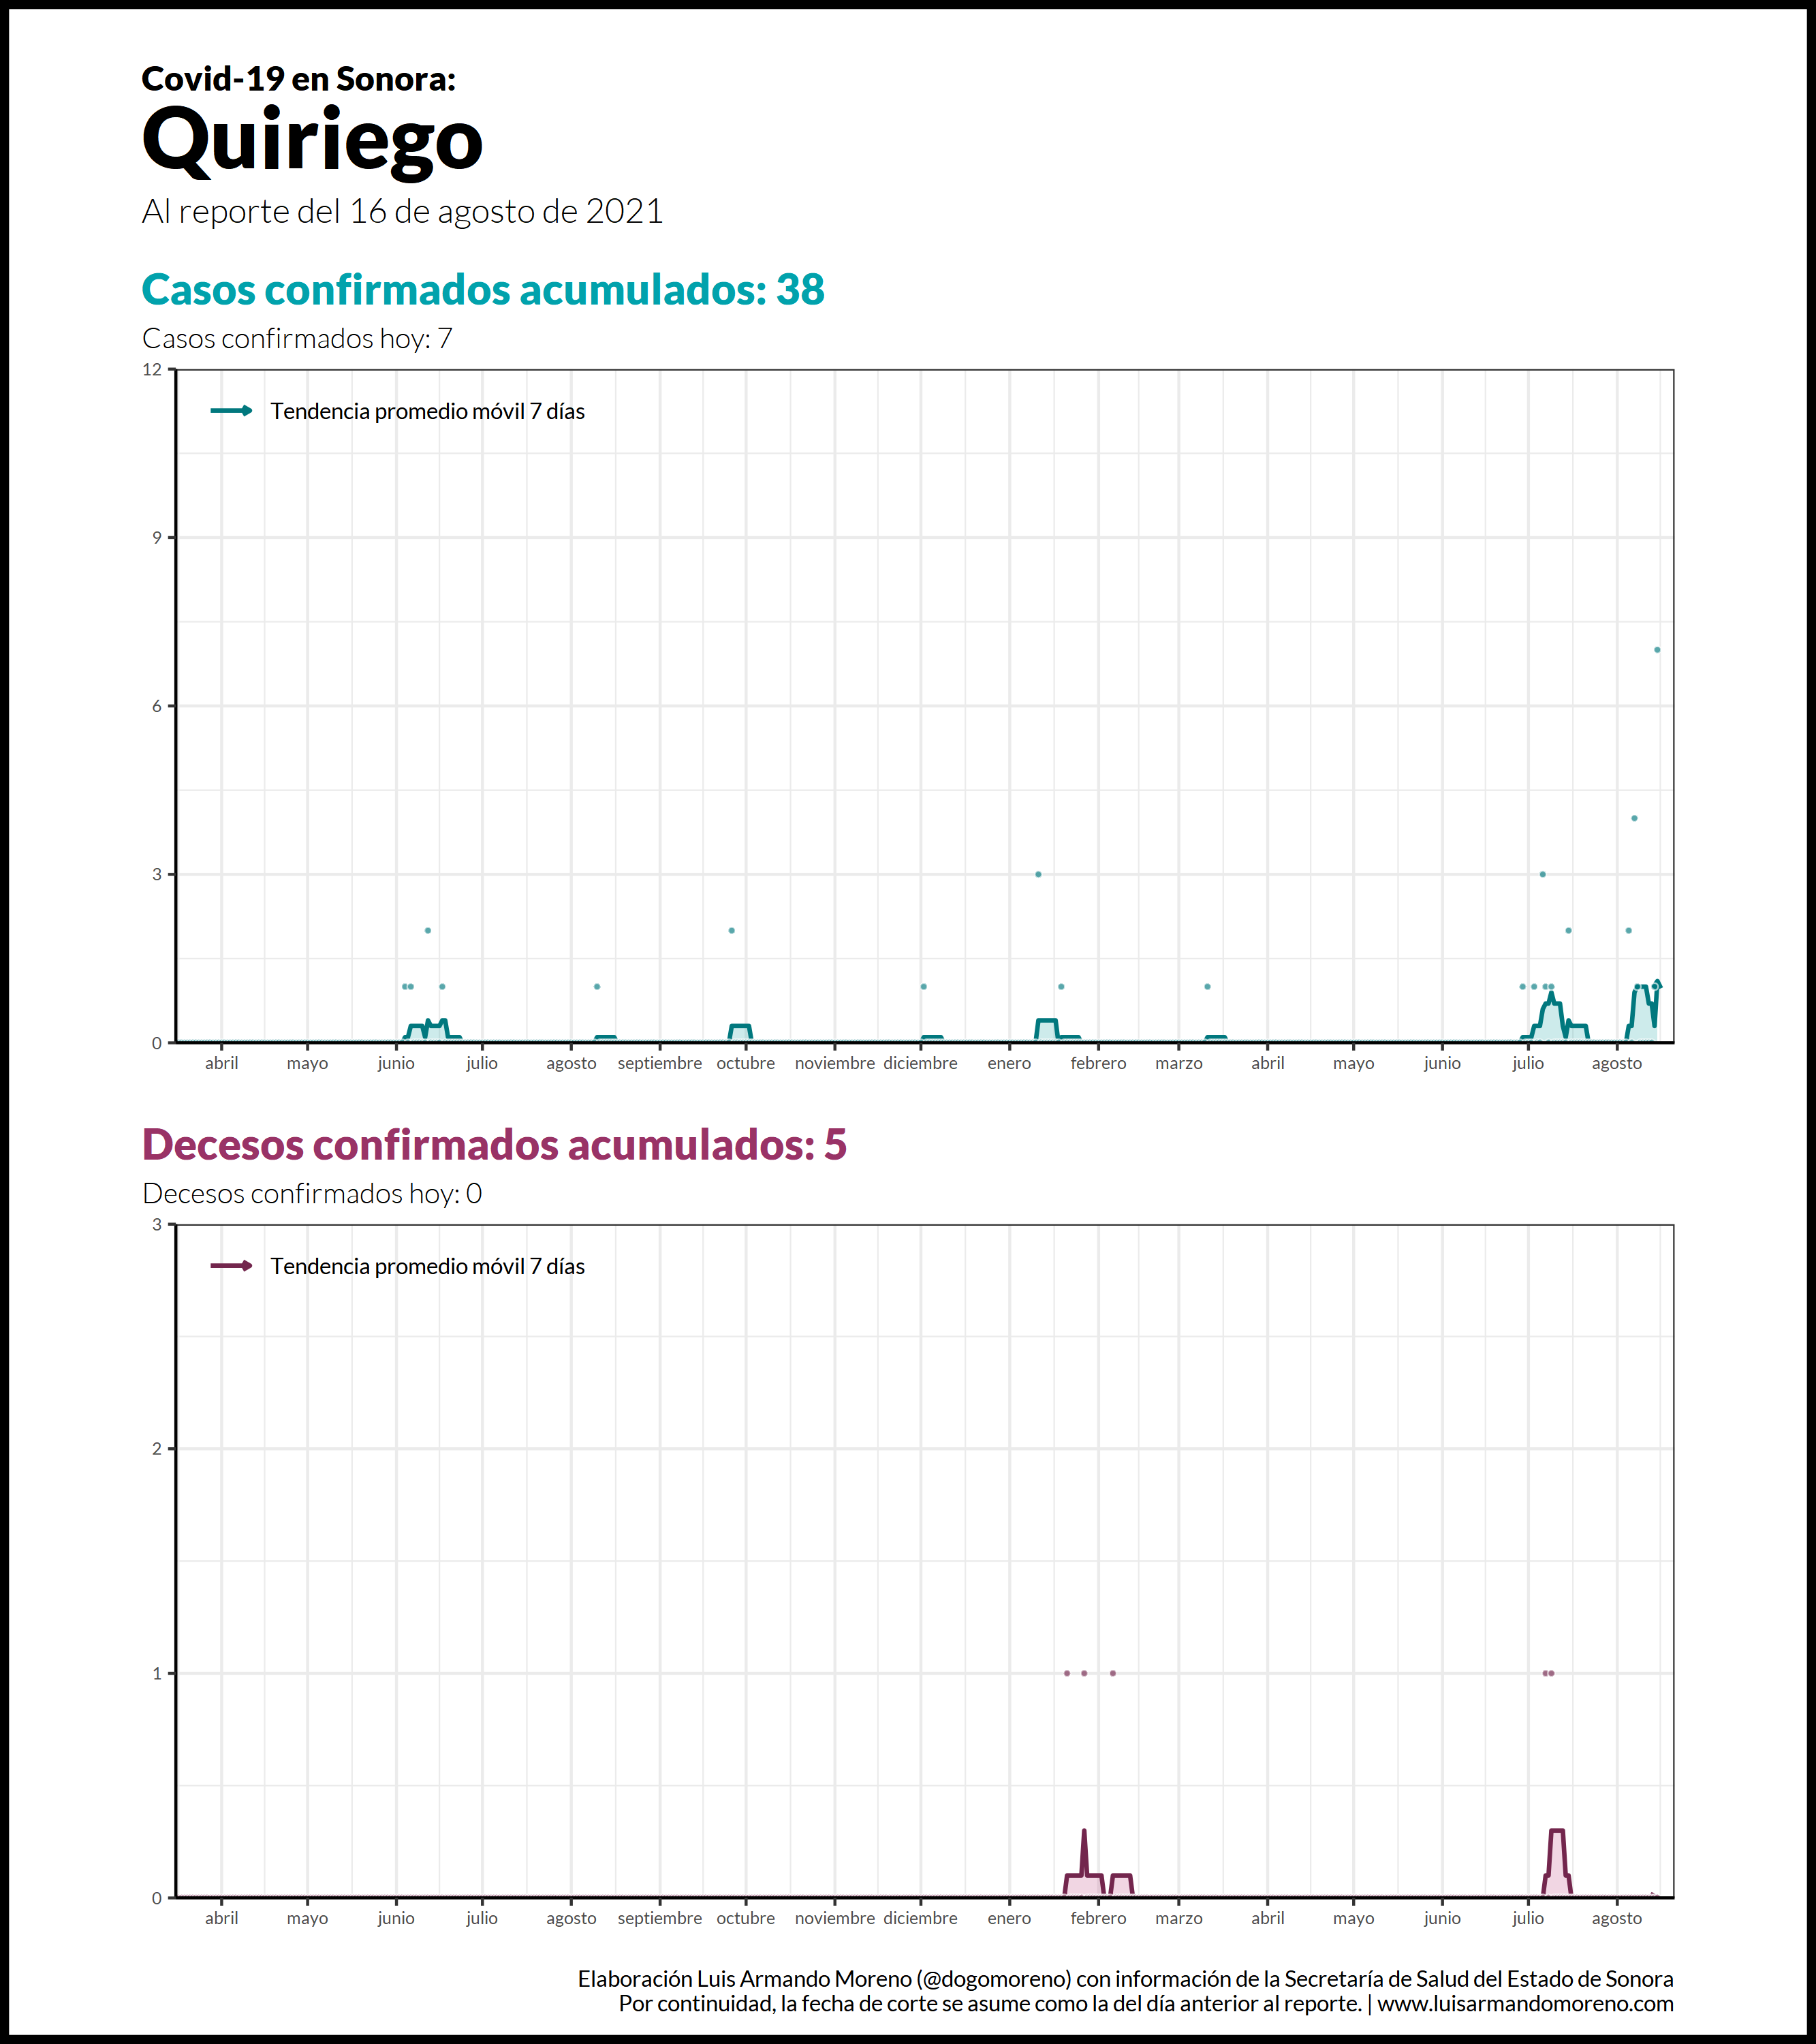 Covid-19 en Sonora:
Quiriego
Al reporte del 16 de agosto de 2021
Casos confirmados acumulados: 38
Casos confirmados hoy: 7
12
Tendencia promedio móvil 7 días
9
6
3
0
abril mayo junio julio agosto septiembre octubre noviembre diciembre enero febrero marzo abril mayo junio julio agosto
Decesos confirmados acumulados: 5
Decesos confirmados hoy: 0
3
Tendencia promedio móvil 7 días
2
1
0
abril mayo junio julio agosto septiembre octubre noviembre diciembre enero febrero marzo abril mayo junio julio agosto
Elaboración Luis Armando Moreno (@dogomoreno) con información de la Secretaría de Salud del Estado de Sonora
Por continuidad, la fecha de corte se asume como la del día anterior al reporte. | www.luisarmandomoreno.com